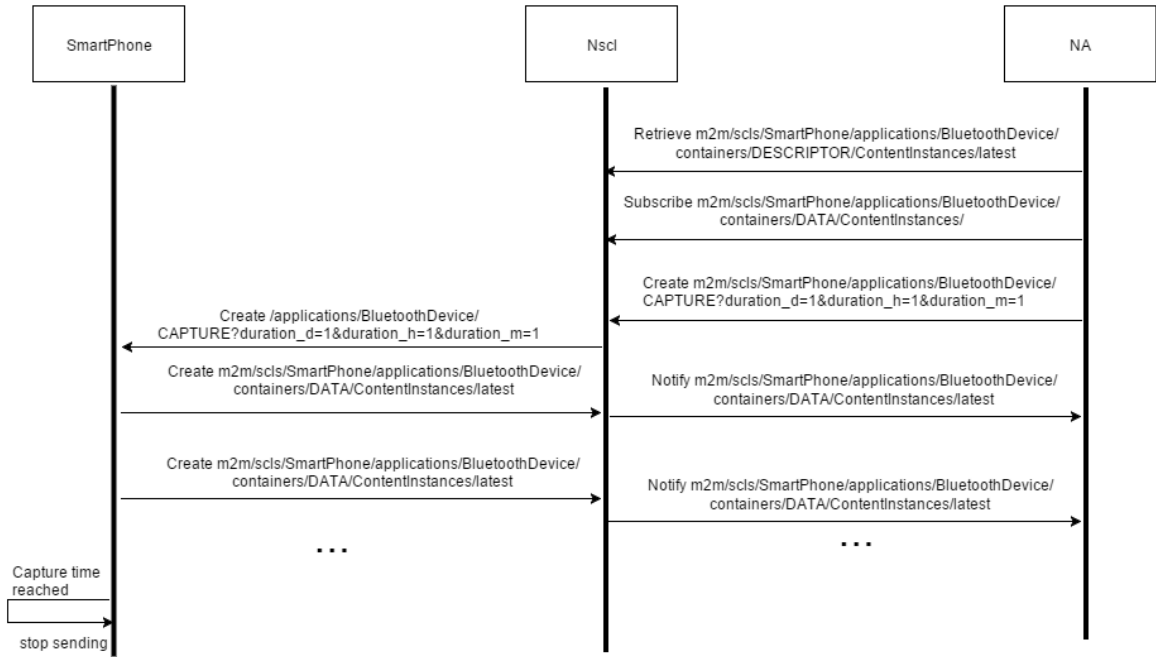 SmartPhone
Nscl
NA
Retrieve m2m/scls/SmartPhone/applications/BluetoothDevice/
containers/DESCRIPTOR/ContentInstances/latest
Subscribe m2m/scls/SmartPhone/applications/BluetoothDevice/
containers/DATA/ContentInstances/
Create m2m/scls/SmartPhone/applications/BluetoothDevice/
CAPTURE?duration_d=1&duration_h=1&duration_m=1
Create /applications/BluetoothDevice/
CAPTURE?duration_d=1&duration_h=1&duration_m=1
Create m2m/scls/SmartPhone/applications/BluetoothDevice/
containers/DATA/ContentInstances/latest
Notify m2m/scls/SmartPhone/applications/BluetoothDevice/
containers/DATA/ContentInstances/latest
Create m2m/scls/SmartPhone/applications/BluetoothDevice/
containers/DATA/ContentInstances/latest
Notify m2m/scls/SmartPhone/applications/BluetoothDevice/
containers/DATA/ContentInstances/latest
...
...
Capture time
reached
stop sending